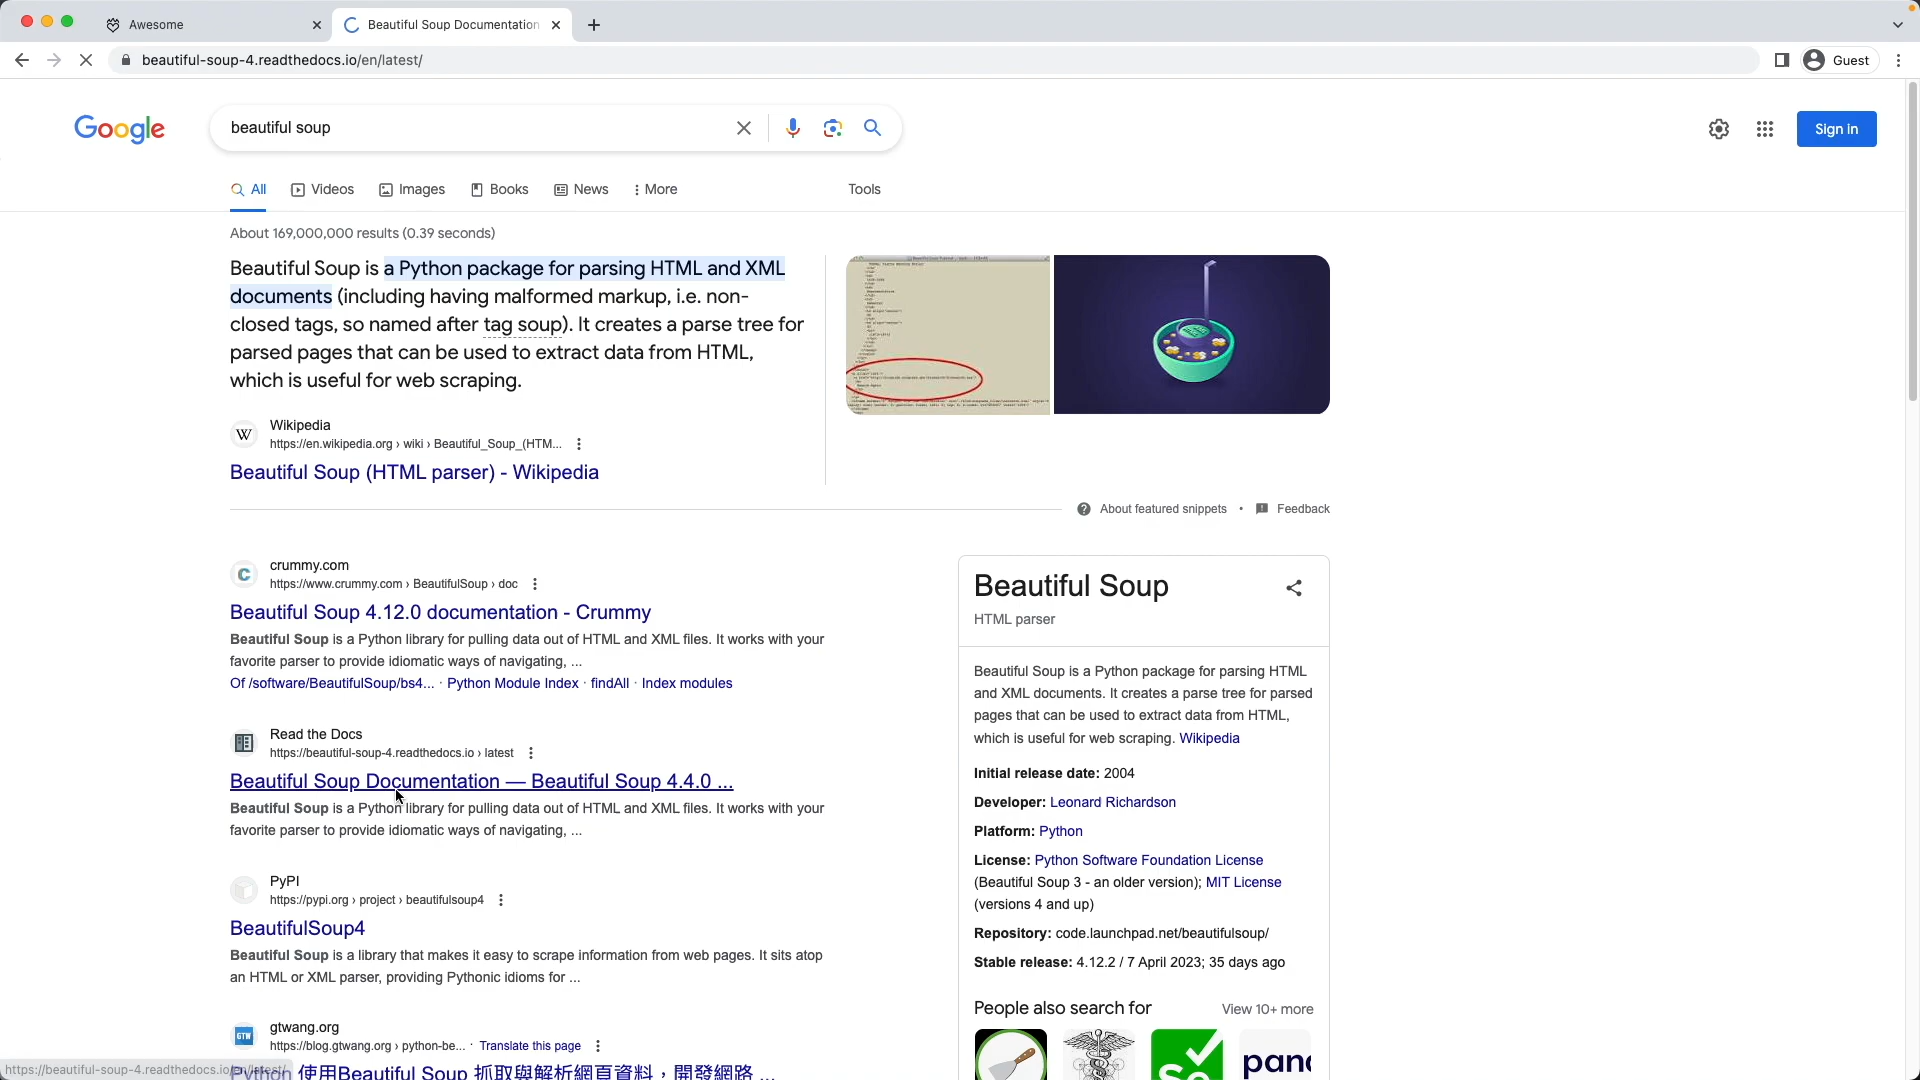 Awesome
Beautiful Soup Documentation
beautiful-soup-4.readthedocs.io/en/latest/
Guest
Google
beautiful soup
Sign in
All
Videos
Images
Books
News
More
Tools
About 169,000,000 results (0.39 seconds)
Beautiful Soup is a Python package for parsing HTML and XML
documents (including having malformed markup, i.e. non-
closed tags, so named after tag soup). It creates a parse tree for
parsed pages that can be used to extract data from HTML,
which is useful for web scraping.
W
Wikipedia
https://en.wikipedia.org › wiki › Beautiful_Soup_(HTM...
Beautiful Soup (HTML parser) - Wikipedia
About featured snippets • Feedback
C
crummy.com
https://www.crummy.com › BeautifulSoup › doc
Beautiful Soup 4.12.0 documentation - Crummy
Beautiful Soup is a Python library for pulling data out of HTML and XML files. It works with your
favorite parser to provide idiomatic ways of navigating, ...
Of /software/BeautifulSoup/bs4... · Python Module Index · findAll · Index modules
Read the Docs
https://beautiful-soup-4.readthedocs.io › latest
Beautiful Soup Documentation — Beautiful Soup 4.4.0 ...
Beautiful Soup is a Python library for pulling data out of HTML and XML files. It works with your
favorite parser to provide idiomatic ways of navigating, ...
PyPI
https://pypi.org › project › beautifulsoup4
BeautifulSoup4
Beautiful Soup is a library that makes it easy to scrape information from web pages. It sits atop
an HTML or XML parser, providing Pythonic idioms for ...
GTW
gtwang.org
https://blog.gtwang.org › python-be... · Translate this page
Python 使用Beautiful Soup 抓取與解析網頁資料，開發網路 ...
https://beautiful-soup-4.readthedocs.io/en/latest/
Beautiful Soup
HTML parser
Beautiful Soup is a Python package for parsing HTML
and XML documents. It creates a parse tree for parsed
pages that can be used to extract data from HTML,
which is useful for web scraping. Wikipedia
Initial release date: 2004
Developer: Leonard Richardson
Platform: Python
License: Python Software Foundation License
(Beautiful Soup 3 - an older version); MIT License
(versions 4 and up)
Repository: code.launchpad.net/beautifulsoup/
Stable release: 4.12.2 / 7 April 2023; 35 days ago
People also search for
View 10+ more
Se
pand